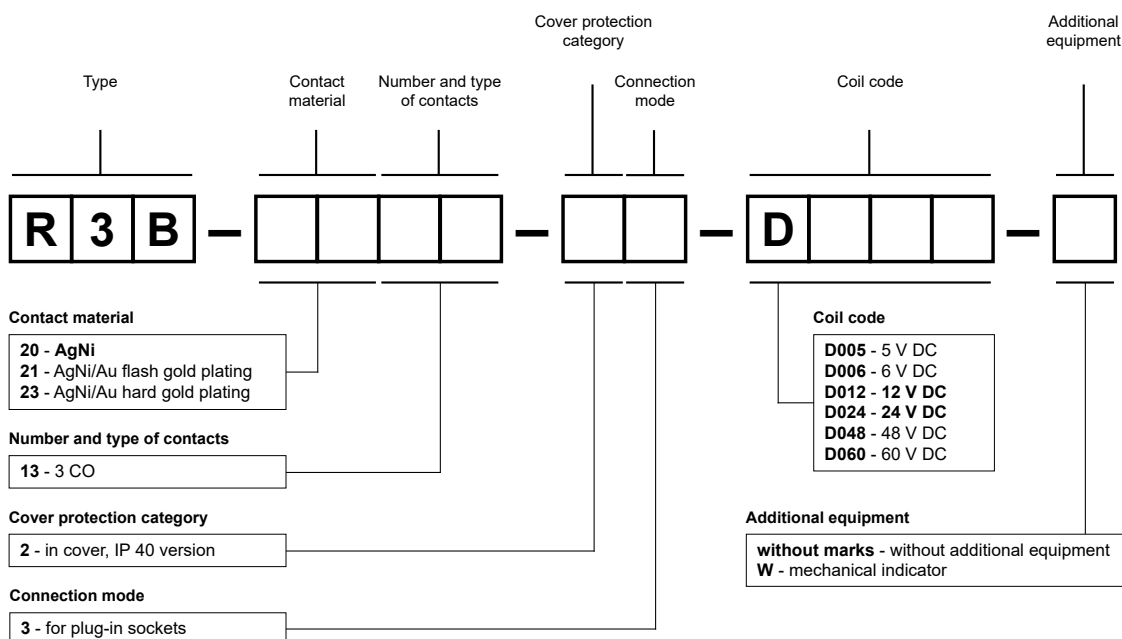 Cover protection
category
Additional
equipment
Type
Contact
material
Number and type
of contacts
Connection
mode
Coil code
R 3 B – – – D –
Contact material
20 - AgNi
21 - AgNi/Au flash gold plating
23 - AgNi/Au hard gold plating
Number and type of contacts
13 - 3 CO
Cover protection category
2 - in cover, IP 40 version
Connection mode
3 - for plug-in sockets
Coil code
D005 - 5 V DC
D006 - 6 V DC
D012 - 12 V DC
D024 - 24 V DC
D048 - 48 V DC
D060 - 60 V DC
Additional equipment
without marks - without additional equipment
W - mechanical indicator